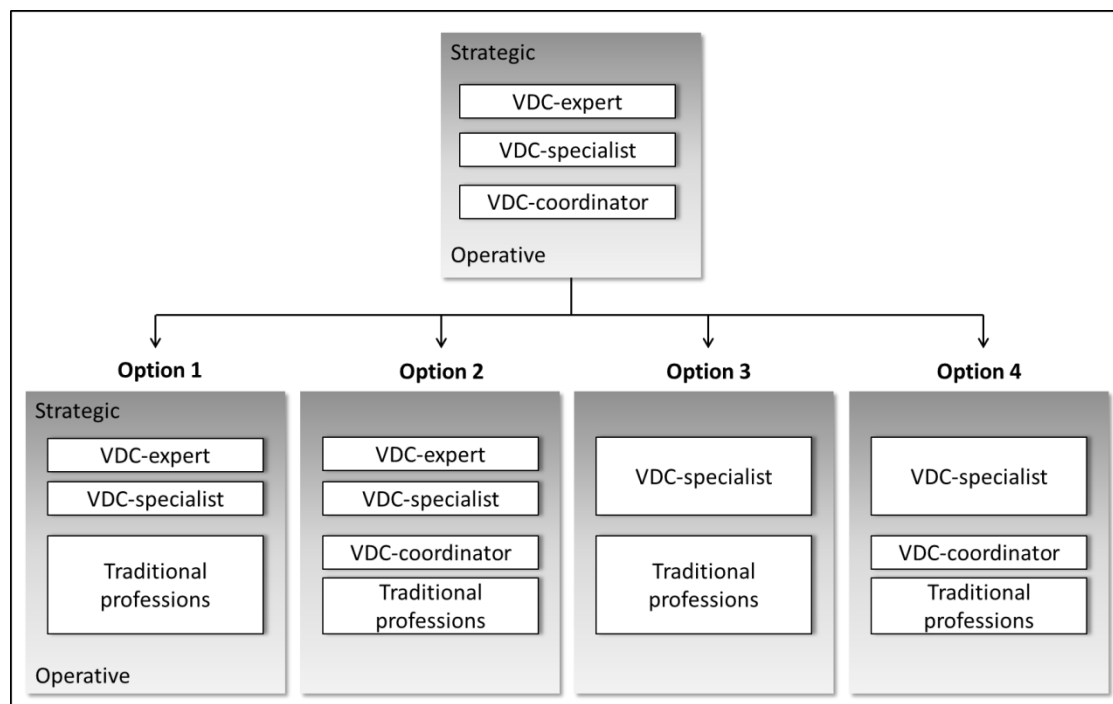 Strategic
VDC-expert
VDC-specialist
VDC-coordinator
Operative
Option 1
Option 2
Option 3
Option 4
Strategic
VDC-expert
VDC-specialist
Traditional
professions
Operative
VDC-expert
VDC-specialist
VDC-coordinator
Traditional
professions
VDC-specialist
Traditional
professions
VDC-specialist
VDC-coordinator
Traditional
professions